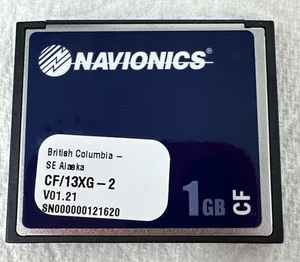 NAVIONICS®
British Columbia -
SE Alaska
CF/13XG-2
V01.21
SN000000121620
1GB
CF